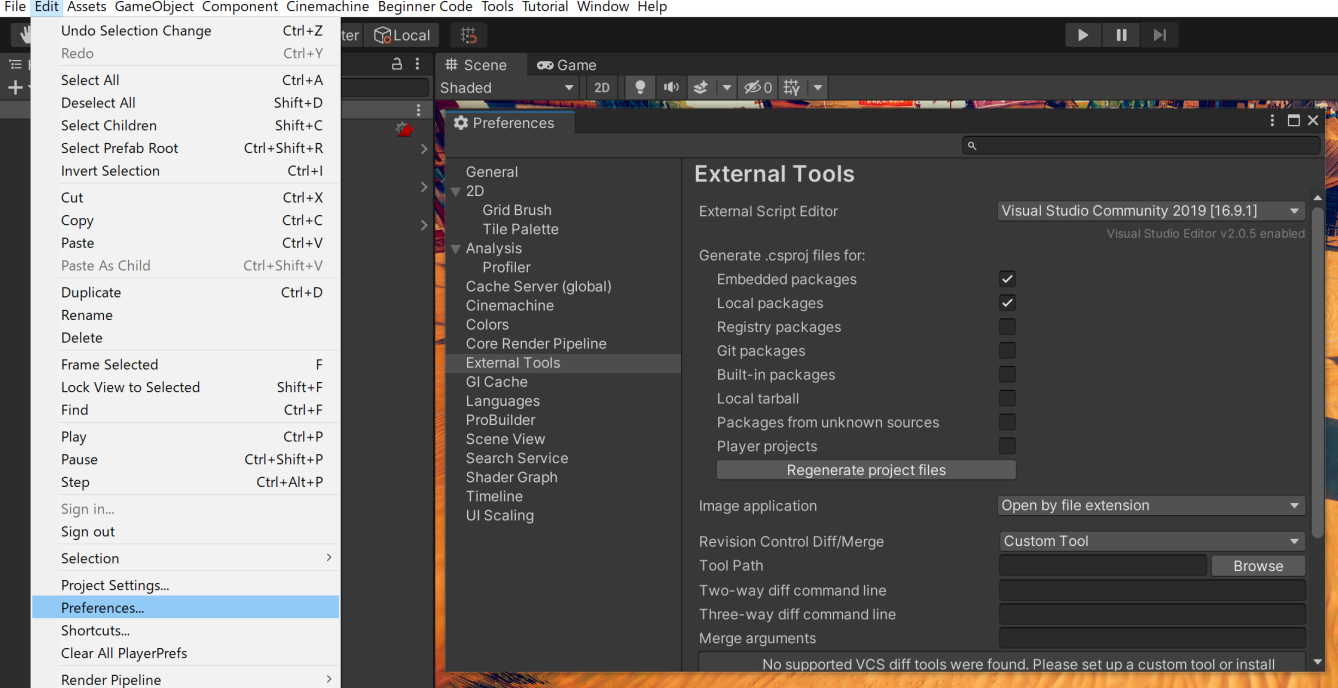 File Edit Assets GameObject Component Cinemachine Beginner Code Tools Tutorial Window Help
Undo Selection Change Ctrl+Z
Redo Ctrl+Y
Select All Ctrl+A
Deselect All Shift+D
Select Children Shift+C
Select Prefab Root Ctrl+Shift+R
Invert Selection Ctrl+I
Cut Ctrl+X
Copy Ctrl+C
Paste Ctrl+V
Paste As Child Ctrl+Shift+V
Duplicate Ctrl+D
Rename
Delete
Frame Selected F
Lock View to Selected Shift+F
Find Ctrl+F
Play Ctrl+P
Pause Ctrl+Shift+P
Step Ctrl+Alt+P
Sign in...
Sign out
Selection
Project Settings...
Preferences...
Shortcuts...
Clear All PlayerPrefs
Render Pipeline
ter Local
Scene Game
Shaded 2D 0
Preferences
General
2D
Grid Brush
Tile Palette
Analysis
Profiler
Cache Server (global)
Cinemachine
Colors
Core Render Pipeline
External Tools
GI Cache
Languages
ProBuilder
Scene View
Search Service
Shader Graph
Timeline
UI Scaling
External Tools
External Script Editor Visual Studio Community 2019 [16.9.1]
Visual Studio Editor v2.0.5 enabled
Generate .csproj files for:
Embedded packages
Local packages
Registry packages
Git packages
Built-in packages
Local tarball
Packages from unknown sources
Player projects
Regenerate project files
Image application Open by file extension
Revision Control Diff/Merge Custom Tool
Tool Path Browse
Two-way diff command line
Three-way diff command line
Merge arguments
No supported VCS diff tools were found. Please set up a custom tool or install